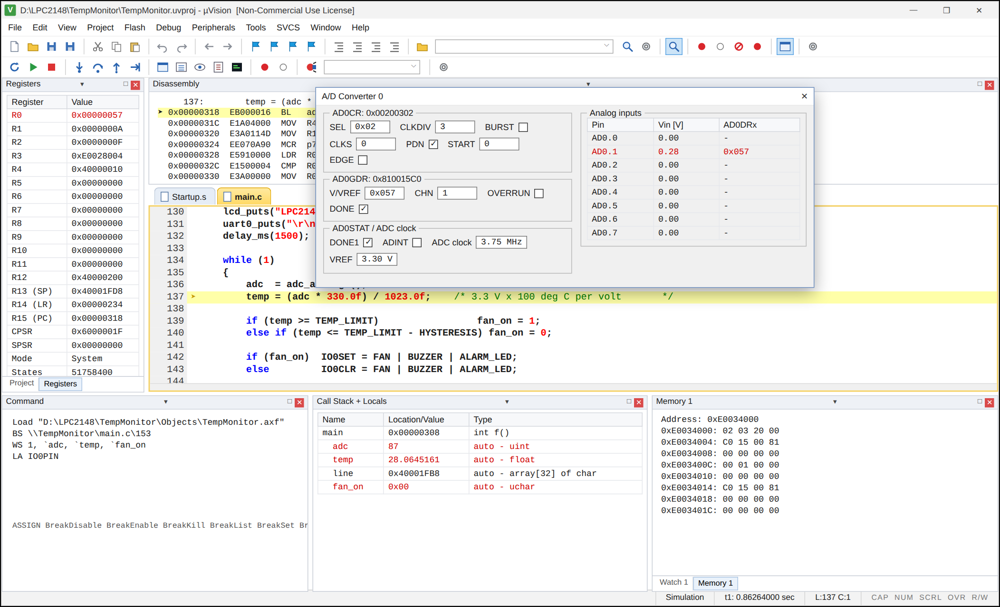 V D:\LPC2148\TempMonitor\TempMonitor.uvproj - µVision [Non-Commercial Use License]
File Edit View Project Flash Debug Peripherals Tools SVCS Window Help
Registers
Register Value
R0 0x00000057
R1 0x0000000A
R2 0x0000000F
R3 0xE0028004
R4 0x40000010
R5 0x00000000
R6 0x00000000
R7 0x00000000
R8 0x00000000
R9 0x00000000
R10 0x00000000
R11 0x00000000
R12 0x40000200
R13 (SP) 0x40001FD8
R14 (LR) 0x00000234
R15 (PC) 0x00000318
CPSR 0x6000001F
SPSR 0x00000000
Mode System
States 51758400
Project Registers
Disassembly
137: temp = (adc *
0x00000318 EB000016 BL
0x0000031C E1A04000 MOV R4
0x00000320 E3A0114D MOV R1
0x00000324 EE070A90 MCR p7
0x00000328 E5910000 LDR R0
0x0000032C E1500004 CMP R0
0x00000330 E3A00000 MOV R0
Startup.s main.c
130 lcd_puts("LPC214
131 uart0_puts("\r\n
132 delay_ms(1500);
133
134 while (1)
135 {
136 adc = adc_a
137 temp = (adc * 330.0f) / 1023.0f; /* 3.3 V x 100 deg C per volt */
138
139 if (temp >= TEMP_LIMIT) fan_on = 1;
140 else if (temp <= TEMP_LIMIT - HYSTERESIS) fan_on = 0;
141
142 if (fan_on) IO0SET = FAN | BUZZER | ALARM_LED;
143 else IO0CLR = FAN | BUZZER | ALARM_LED;
144
A/D Converter 0
AD0CR: 0x00200302
SEL 0x02 CLKDIV 3 BURST
CLKS 0 PDN START 0
EDGE
AD0GDR: 0x810015C0
V/VREF 0x057 CHN 1 OVERRUN
DONE
AD0STAT / ADC clock
DONE1 ADINT ADC clock 3.75 MHz
VREF 3.30 V
Analog inputs
Pin Vin [V] AD0DRx
AD0.0 0.00 -
AD0.1 0.28 0x057
AD0.2 0.00 -
AD0.3 0.00 -
AD0.4 0.00 -
AD0.5 0.00 -
AD0.6 0.00 -
AD0.7 0.00 -
Command
Load "D:\LPC2148\TempMonitor\Objects\TempMonitor.axf"
BS \\TempMonitor\main.c\153
WS 1, `adc, `temp, `fan_on
LA IO0PIN
ASSIGN BreakDisable BreakEnable BreakKill BreakList BreakSet Br
Call Stack + Locals
Name Location/Value Type
main 0x00000308 int f()
adc 87 auto - uint
temp 28.0645161 auto - float
line 0x40001FB8 auto - array[32] of char
fan_on 0x00 auto - uchar
Memory 1
Address: 0xE0034000
0xE0034000: 02 03 20 00
0xE0034004: C0 15 00 81
0xE0034008: 00 00 00 00
0xE003400C: 00 01 00 00
0xE0034010: 00 00 00 00
0xE0034014: C0 15 00 81
0xE0034018: 00 00 00 00
0xE003401C: 00 00 00 00
Watch 1 Memory 1
Simulation t1: 0.86264000 sec L:137 C:1 CAP NUM SCRL OVR R/W